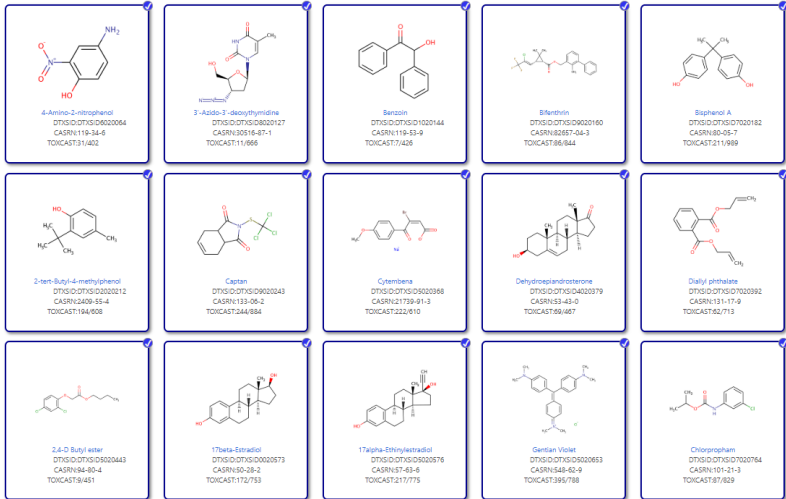 4-Amino-2-nitrophenol
DTXSID:DTXSID6020064
CASRN:119-34-6
TOXCAST:31/402
3'-Azido-3'-deoxythymidine
DTXSID:DTXSID8020127
CASRN:30516-87-1
TOXCAST:11/666
Benzoin
DTXSID:DTXSID1020144
CASRN:119-53-9
TOXCAST:7/426
Bifenthrin
DTXSID:DTXSID9020160
CASRN:82657-04-3
TOXCAST:86/844
Bisphenol A
DTXSID:DTXSID7020182
CASRN:80-05-7
TOXCAST:211/989
2-tert-Butyl-4-methylphenol
DTXSID:DTXSID2020212
CASRN:2409-55-4
TOXCAST:194/608
Captan
DTXSID:DTXSID9020243
CASRN:133-06-2
TOXCAST:244/884
Cytembena
DTXSID:DTXSID5020368
CASRN:21739-91-3
TOXCAST:222/610
Dehydroepiandrosterone
DTXSID:DTXSID4020379
CASRN:53-43-0
TOXCAST:69/467
Diallyl phthalate
DTXSID:DTXSID7020392
CASRN:131-17-9
TOXCAST:62/713
2,4-D Butyl ester
DTXSID:DTXSID5020443
CASRN:94-80-4
TOXCAST:9/451
17beta-Estradiol
DTXSID:DTXSID0020573
CASRN:50-28-2
TOXCAST:172/753
17alpha-Ethinylestradiol
DTXSID:DTXSID5020576
CASRN:57-63-6
TOXCAST:217/775
Gentian Violet
DTXSID:DTXSID5020653
CASRN:548-62-9
TOXCAST:395/788
Chlorpropham
DTXSID:DTXSID7020764
CASRN:101-21-3
TOXCAST:87/829